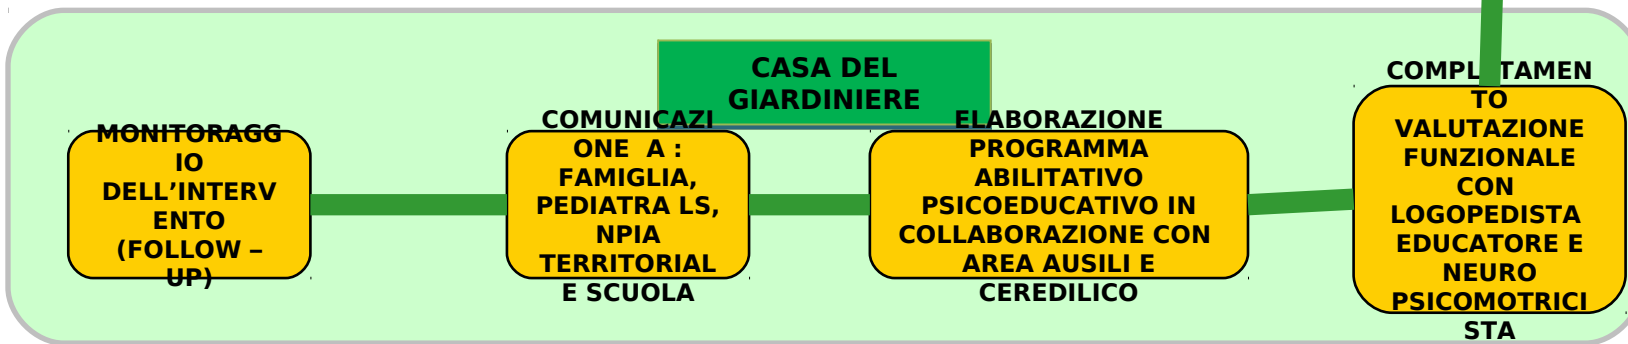 CASA DEL
GIARDINIERE
MONITORAGG
IO
DELL’INTERV
ENTO
(FOLLOW –
UP)
COMUNICAZI
ONE A :
FAMIGLIA,
PEDIATRA LS,
NPIA
TERRITORIAL
E SCUOLA
ELABORAZIONE
PROGRAMMA
ABILITATIVO
PSICOEDUCATIVO IN
COLLABORAZIONE CON
AREA AUSILI E
CEREDILICO
COMPLETAMEN
TO
VALUTAZIONE
FUNZIONALE
CON
LOGOPEDISTA
EDUCATORE E
NEURO
PSICOMOTRICI
STA